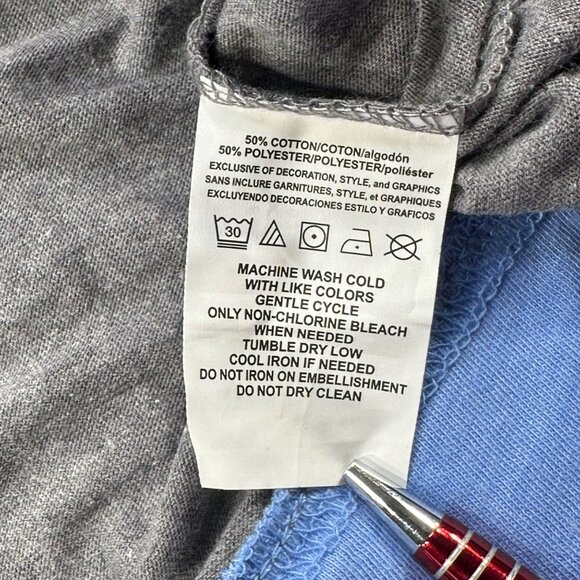 50% COTTON/COTON/algodón
50% POLYESTER/POLYESTER/poliéster
EXCLUSIVE OF DECORATION, STYLE, and GRAPHICS
SANS INCLURE GARNITURES, STYLE, et GRAPHIQUES
EXCLUYENDO DECORACIONES ESTILO Y GRAFICOS
30
MACHINE WASH COLD
WITH LIKE COLORS
GENTLE CYCLE
ONLY NON-CHLORINE BLEACH
WHEN NEEDED
TUMBLE DRY LOW
COOL IRON IF NEEDED
DO NOT IRON ON EMBELLISHMENT
DO NOT DRY CLEAN